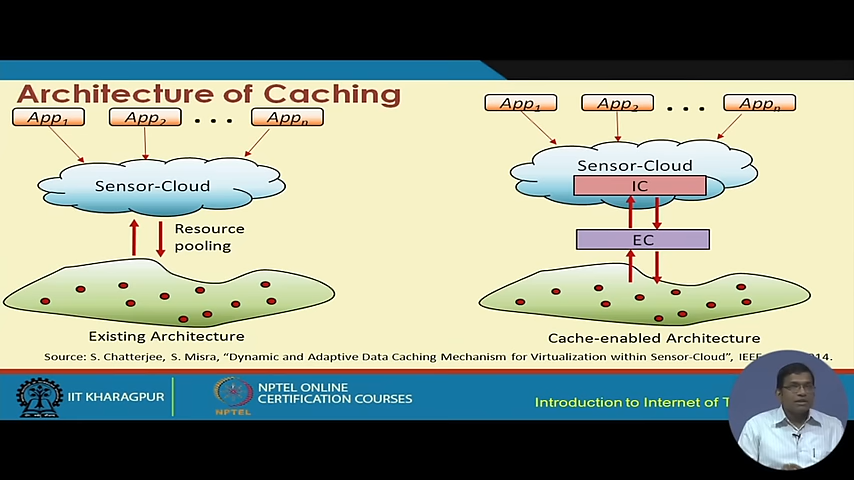 Architecture of Caching
App1
App2
. . .
Appn
Sensor-Cloud
Resource
pooling
Existing Architecture
App1
App2
. . .
Appn
Sensor-Cloud
IC
EC
Cache-enabled Architecture
Source: S. Chatterjee, S. Misra, “Dynamic and Adaptive Data Caching Mechanism for Virtualization within Sensor-Cloud”, IEEE
IIT KHARAGPUR
NPTEL
NPTEL ONLINE
CERTIFICATION COURSES
Introduction to Internet of